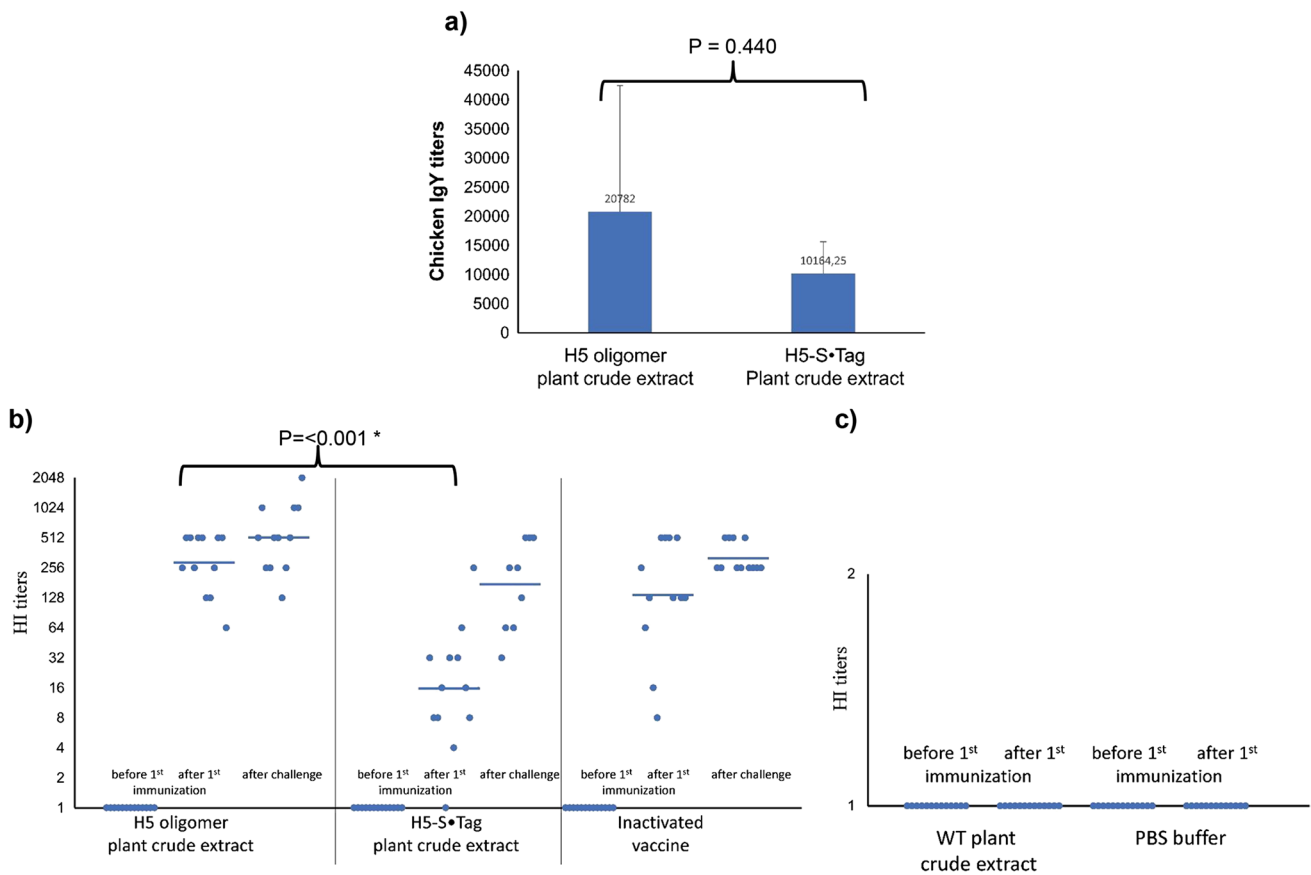 a)
P = 0.440
Chicken IgY titers
45000
40000
35000
30000
25000
20000
15000
10000
5000
0
20782
10164,25
H5 oligomer
plant crude extract
H5-S•Tag
Plant crude extract
b)
P=<0.001 *
HI titers
2048
1024
512
256
128
64
32
16
8
4
2
1
before 1st after 1st after challenge
immunization
before 1st after 1st after challenge
immunization
before 1st after 1st after challenge
immunization
H5 oligomer
plant crude extract
H5-S•Tag
plant crude extract
Inactivated
vaccine
c)
HI titers
2
1
before 1st after 1st
immunization
before 1st after 1st
immunization
WT plant
crude extract
PBS buffer